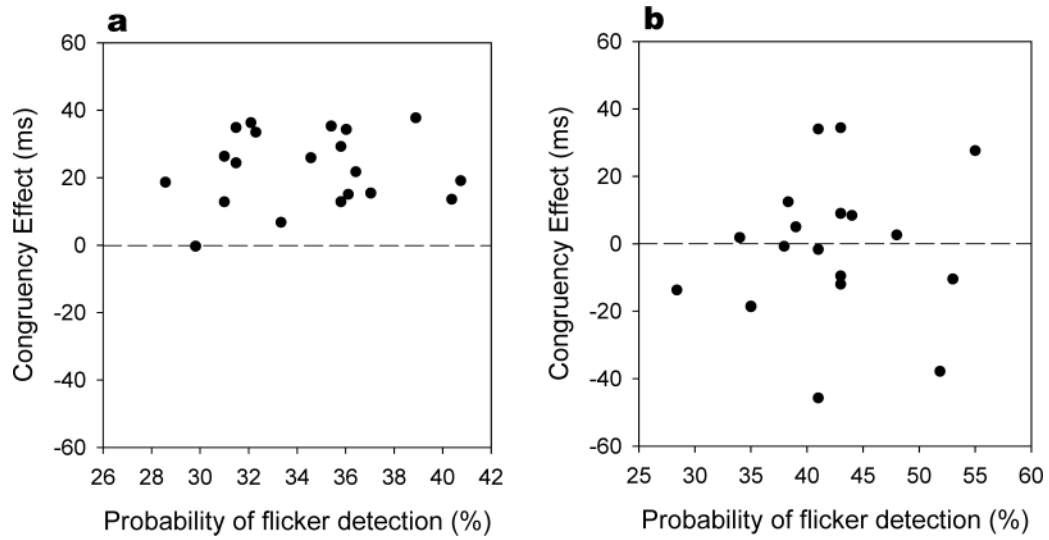 a
60
40
20
0
-20
-40
-60
Congruency Effect (ms)
26 28 30 32 34 36 38 40 42
Probability of flicker detection (%)
b
60
40
20
0
-20
-40
-60
Congruency Effect (ms)
25 30 35 40 45 50 55 60
Probability of flicker detection (%)